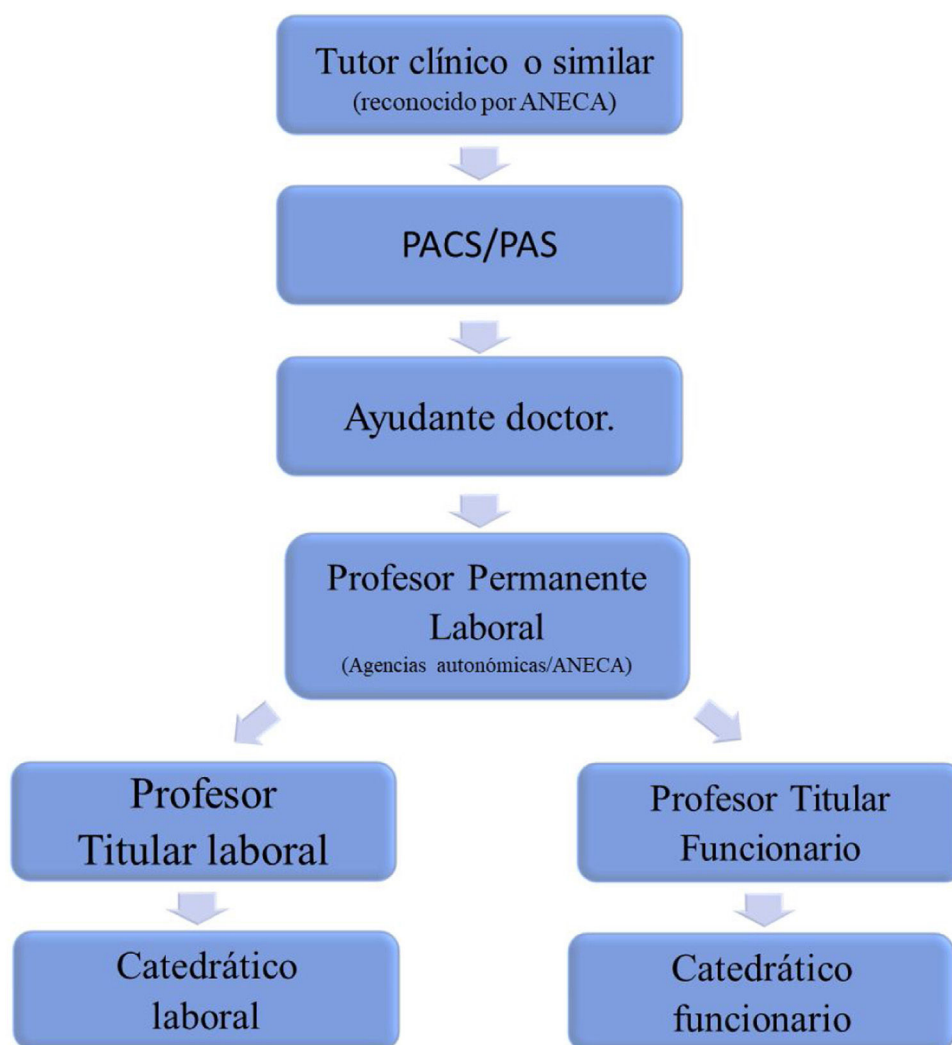 Tutor clínico o similar
(reconocido por ANECA)
PACS/PAS
Ayudante doctor.
Profesor Permanente
Laboral
(Agencias autonómicas/ANECA)
Profesor
Titular laboral
Profesor Titular
Funcionario
Catedrático
laboral
Catedrático
funcionario